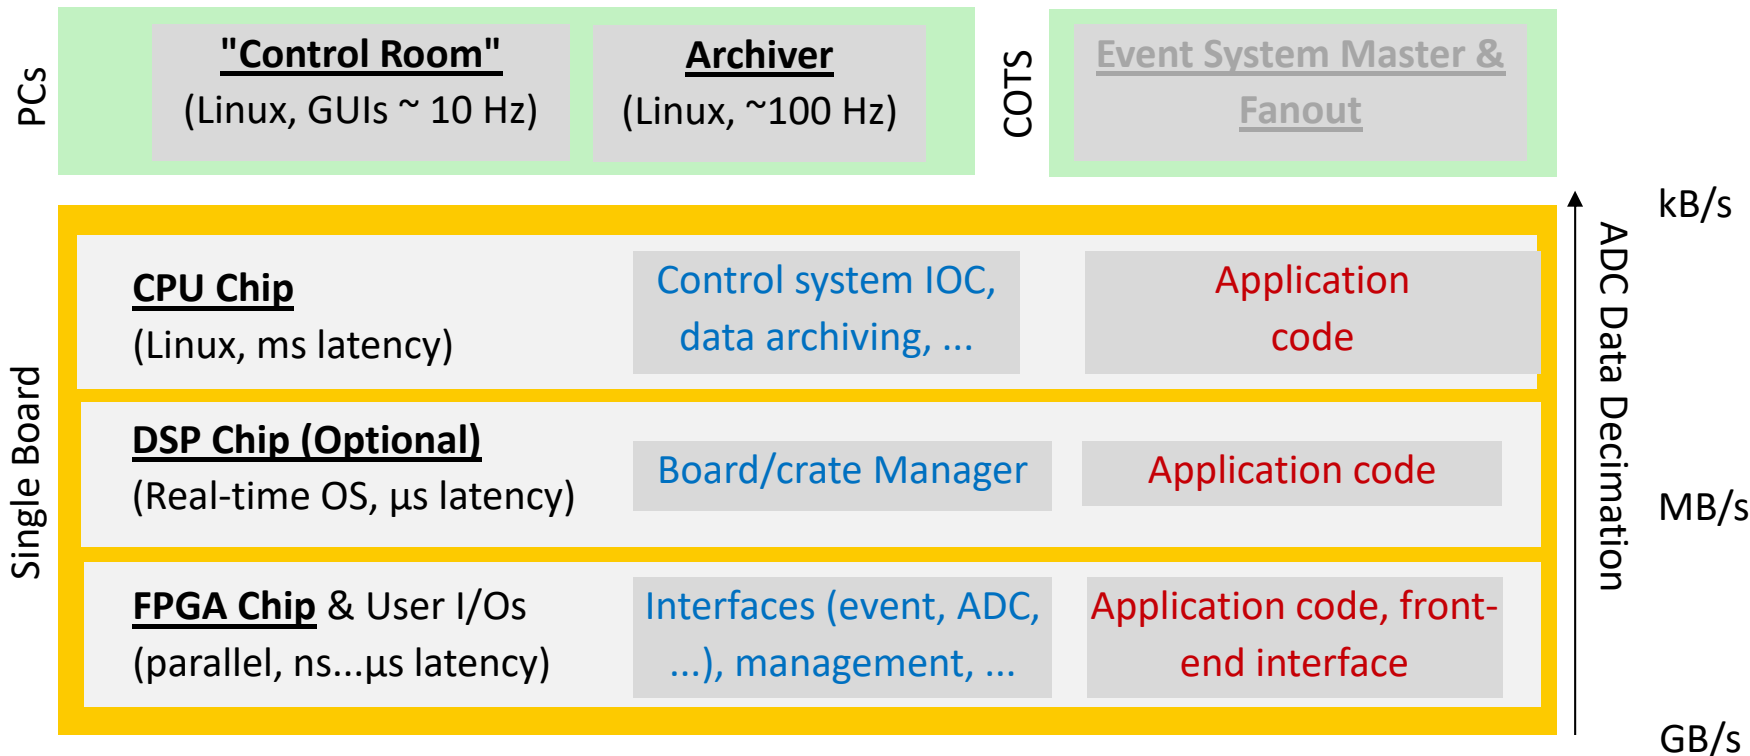 PCs
"Control Room"
(Linux, GUIs ~ 10 Hz)
Archiver
(Linux, ~100 Hz)
COTS
Event System Master &
Fanout
kB/s
Single Board
CPU Chip
(Linux, ms latency)
Control system IOC,
data archiving, ...
Application
code
ADC Data Decimation
DSP Chip (Optional)
(Real-time OS, μs latency)
Board/crate Manager
Application code
MB/s
FPGA Chip & User I/Os
(parallel, ns...μs latency)
Interfaces (event, ADC,
...), management, ...
Application code, front-
end interface
GB/s